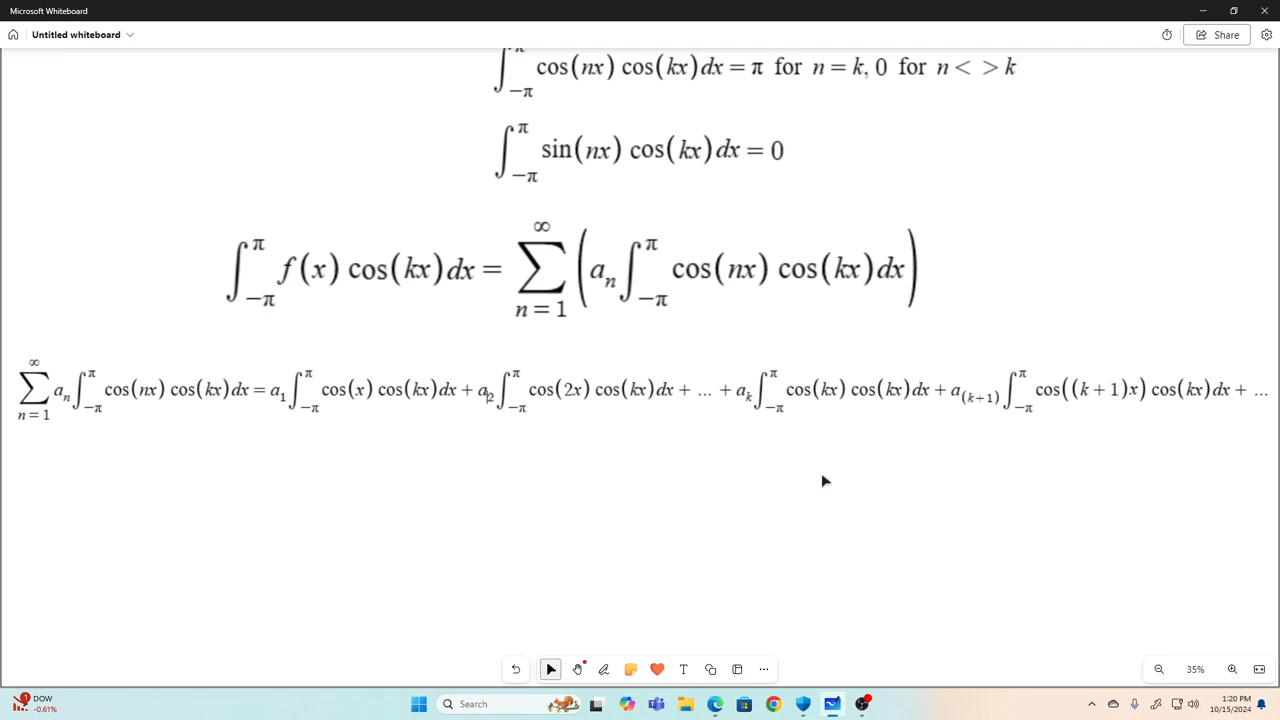 Microsoft Whiteboard
Untitled whiteboard
Share
∫_{−π}^{π} cos(nx) cos(kx)dx = π for n = k, 0 for n < > k
∫_{−π}^{π} sin(nx) cos(kx)dx = 0
∫_{−π}^{π} f(x) cos(kx)dx = ∑_{n = 1}^{∞} (a_n ∫_{−π}^{π} cos(nx) cos(kx)dx)
∑_{n = 1}^{∞} a_n ∫_{−π}^{π} cos(nx) cos(kx)dx = a_1 ∫_{−π}^{π} cos(x) cos(kx)dx + a_2 ∫_{−π}^{π} cos(2x) cos(kx)dx + ... + a_k ∫_{−π}^{π} cos(kx) cos(kx)dx + a_{(k+1)} ∫_{−π}^{π} cos((k + 1)x) cos(kx)dx + ...
T
35%
1
DOW
-0.61%
Search
1:20 PM
10/15/2024